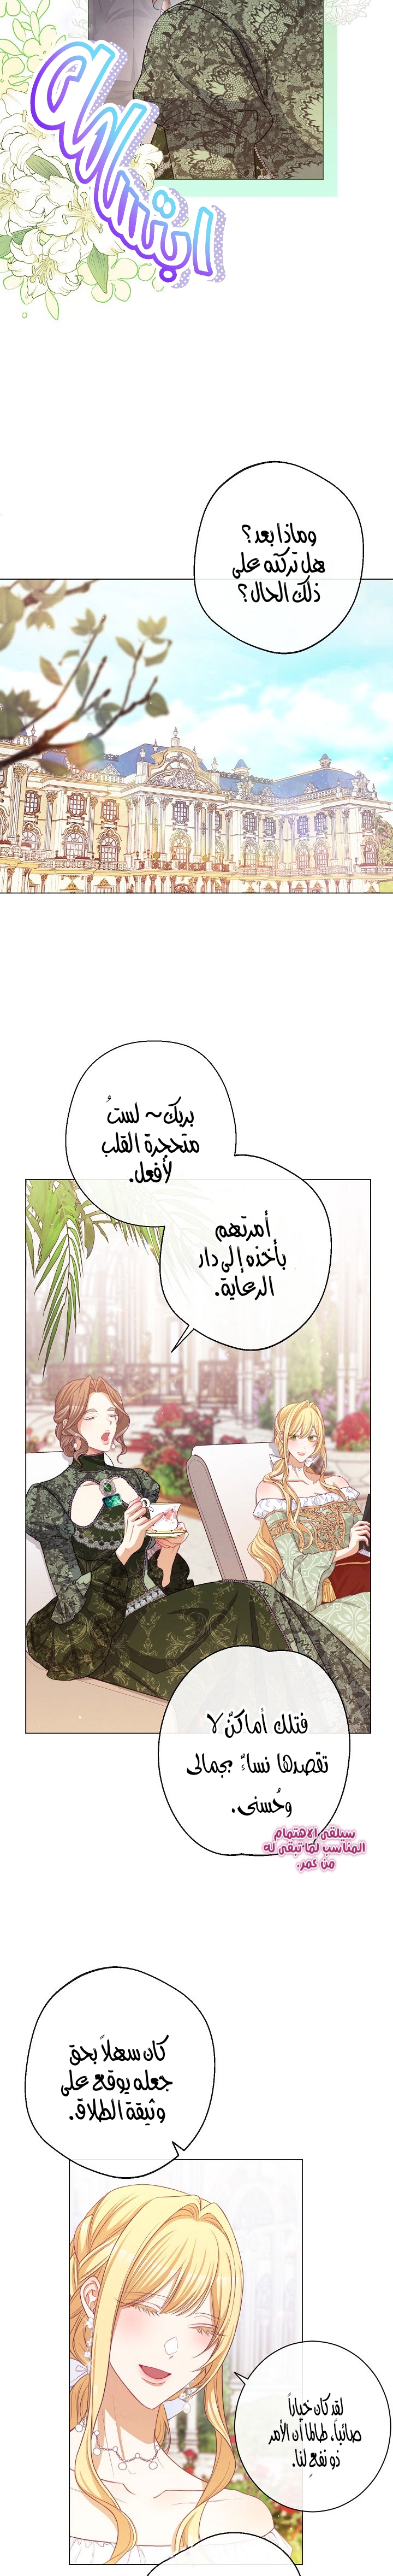 ابتسامة
وماذا بعد؟
هل تركته على
ذلك الحال؟
بربك~ لستُ
متحجرة القلب
لأفعل.
أمرتهم
بأخذه إلى دار
الرعاية.
فتلك أماكنٌ لا
تقصدها نساءٌ بجمالي
وحُسني.
سيلقى الاهتمام
المناسب لما تبقى له
من عمر.
كان سهلاً بحق
جعله يوقع على
وثيقة الطلاق.
لقد كان خياراً
صائباً، طالما أن الأمر
ذو نفعٍ لنا.